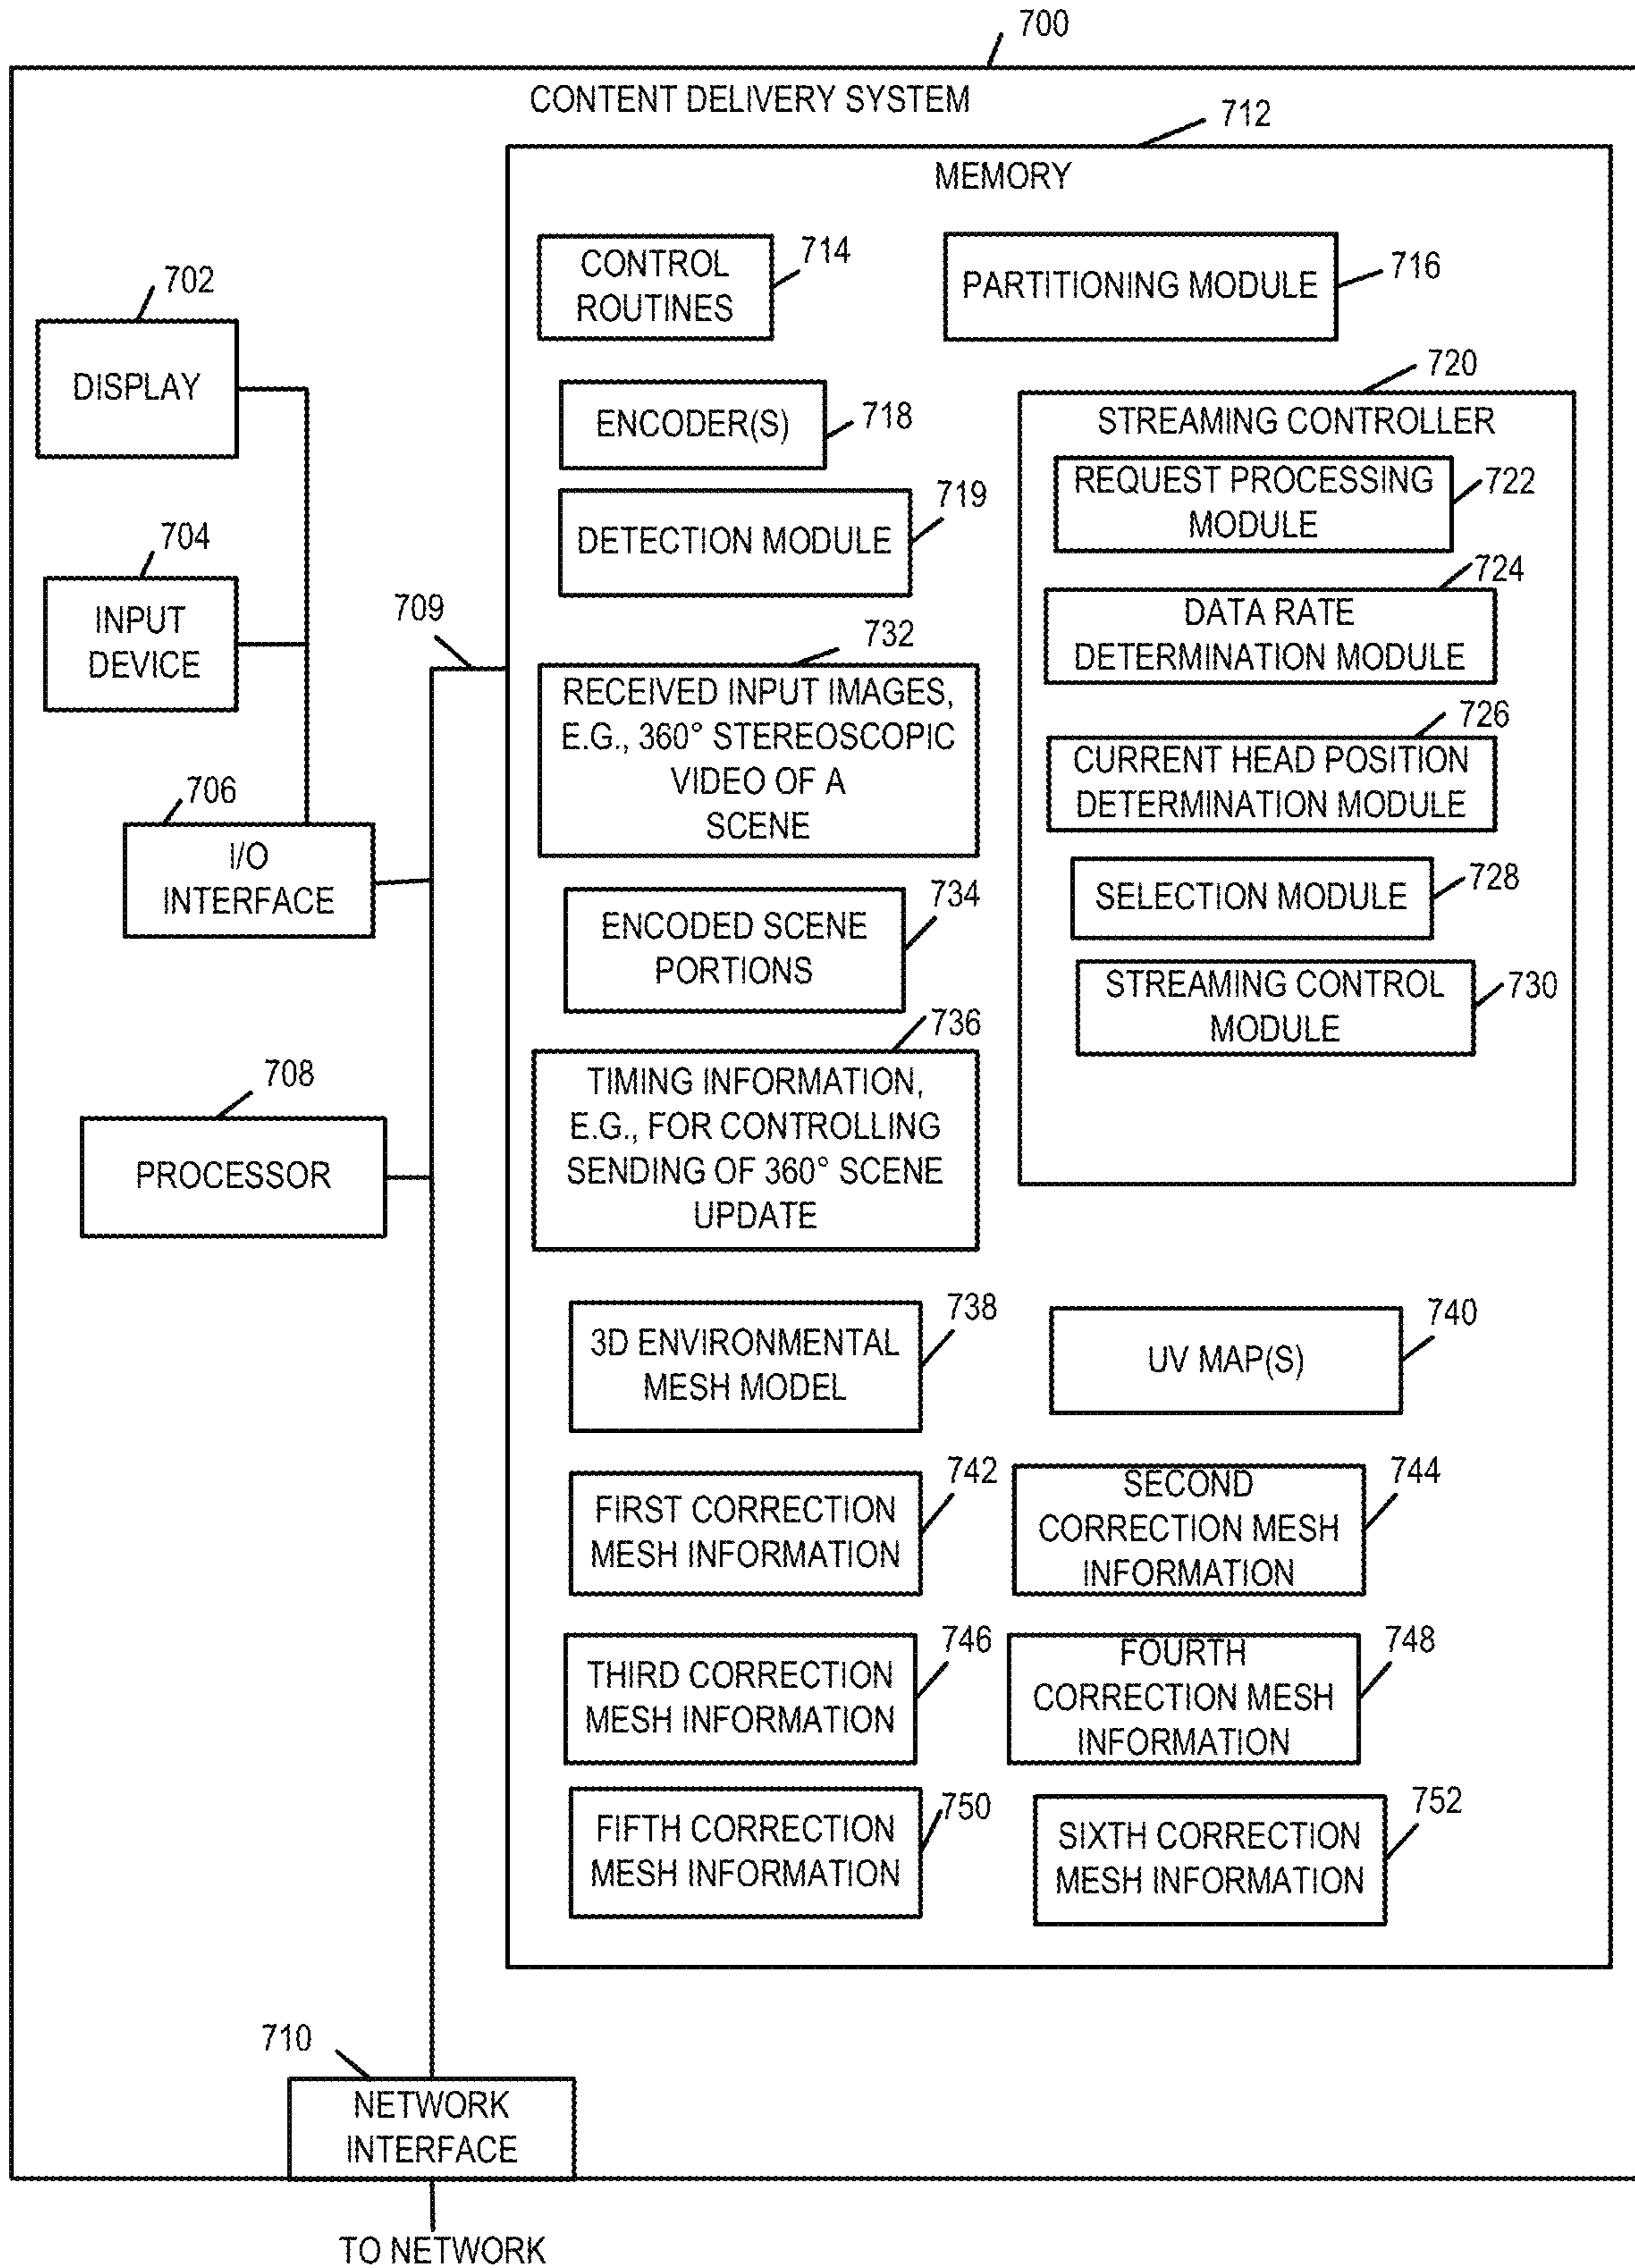 700
CONTENT DELIVERY SYSTEM
712
MEMORY
CONTROL
ROUTINES
714
PARTITIONING MODULE
716
702
DISPLAY
ENCODER(S)
718
720
STREAMING CONTROLLER
REQUEST PROCESSING
MODULE
722
DETECTION MODULE
719
704
INPUT
DEVICE
724
DATA RATE
DETERMINATION MODULE
709
732
RECEIVED INPUT IMAGES,
E.G., 360° STEREOSCOPIC
VIDEO OF A
SCENE
726
CURRENT HEAD POSITION
DETERMINATION MODULE
706
I/O
INTERFACE
SELECTION MODULE
728
ENCODED SCENE
PORTIONS
734
STREAMING CONTROL
MODULE
730
736
TIMING INFORMATION,
E.G., FOR CONTROLLING
SENDING OF 360° SCENE
UPDATE
708
PROCESSOR
3D ENVIRONMENTAL
MESH MODEL
738
UV MAP(S)
740
FIRST CORRECTION
MESH INFORMATION
742
SECOND
CORRECTION MESH
INFORMATION
744
THIRD CORRECTION
MESH INFORMATION
746
FOURTH
CORRECTION MESH
INFORMATION
748
FIFTH CORRECTION
MESH INFORMATION
750
SIXTH CORRECTION
MESH INFORMATION
752
710
NETWORK
INTERFACE
TO NETWORK